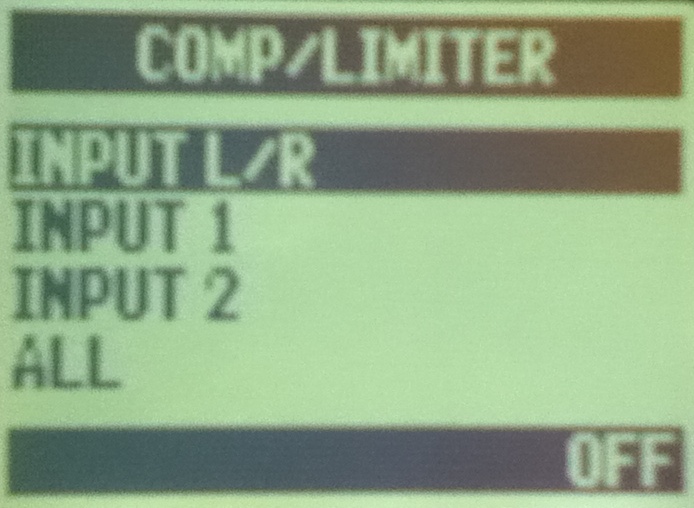 COMP/LIMITER
INPUT L/R
INPUT 1
INPUT 2
ALL
OFF